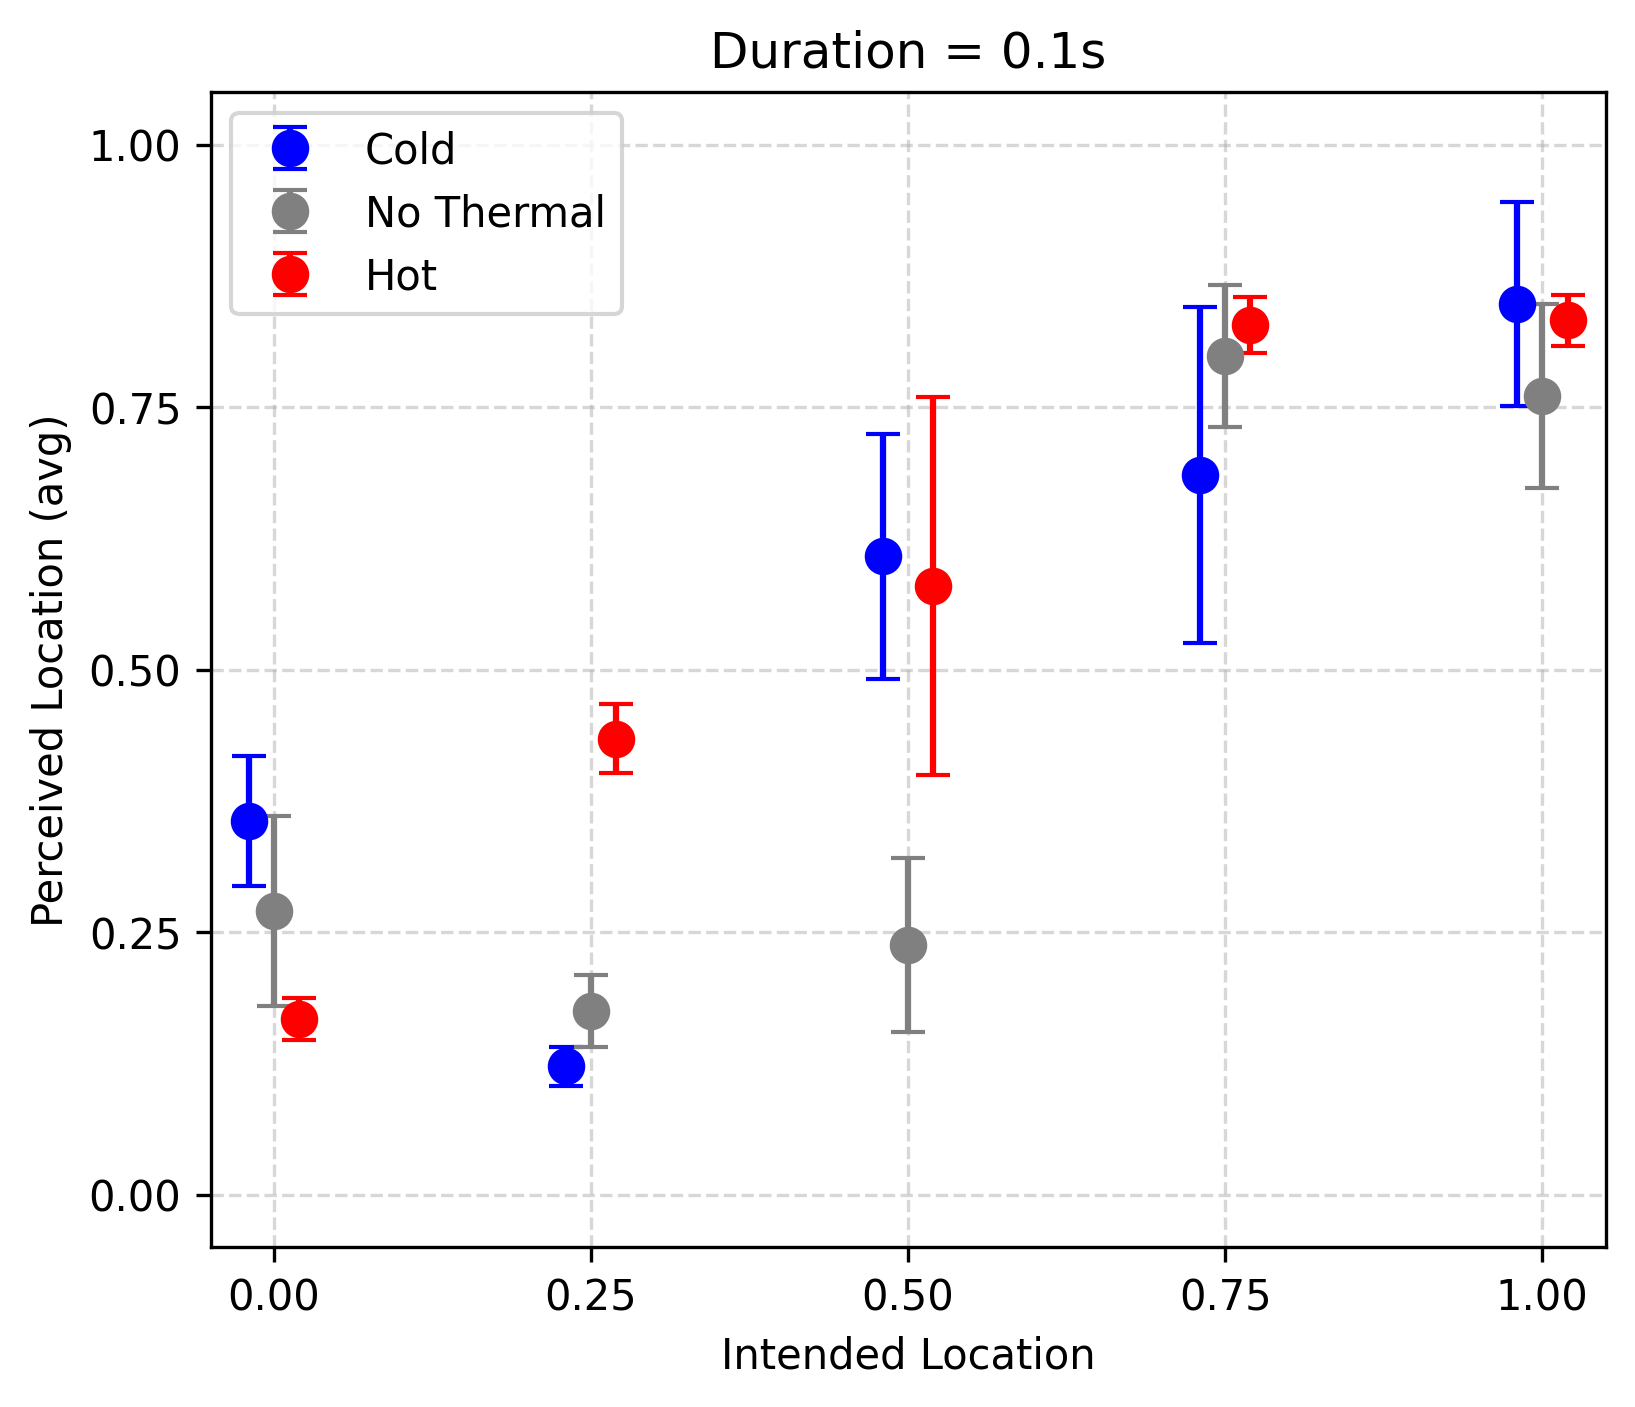 Duration = 0.1s
Cold
No Thermal
Hot
1.00
0.75
0.50
0.25
0.00
Perceived Location (avg)
0.00 0.25 0.50 0.75 1.00
Intended Location